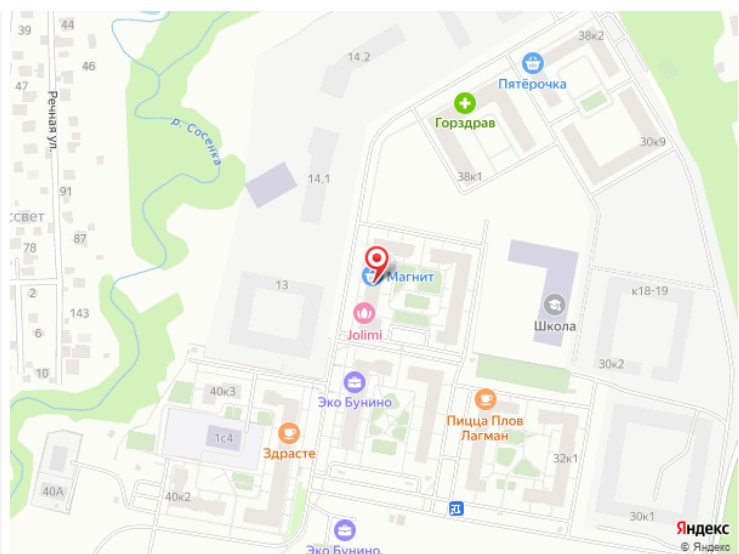 39
44
46
47
Речная ул.
14.2
38к2
Пятёрочка
Горздрав
р. Сосенка
30к9
38к1
14.1
91
ссвет
87
78
2
143
6
10
13
Магнит
Jolimi
Школа
к18-19
30к2
40к3
Эко Бунино
Пицца Плов
Лагман
1с4
Здрасте
32к1
40А
40к2
30к1
Эко Бунино,
Яндекс
© Яндекс